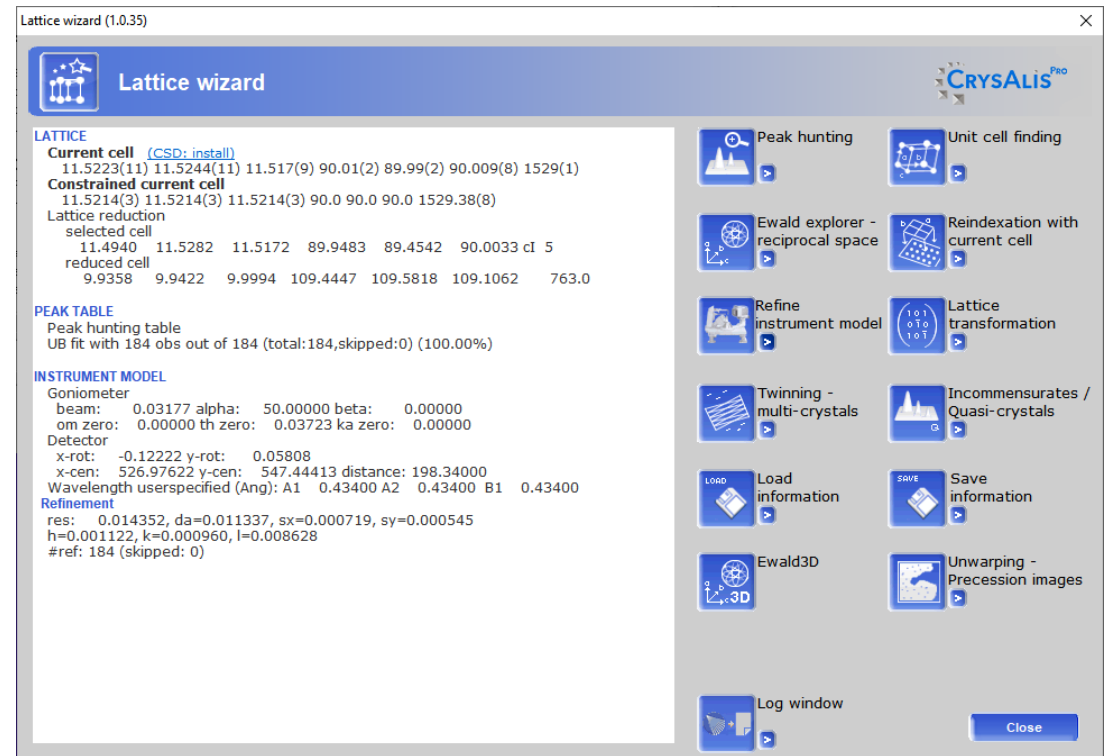 Lattice wizard (1.0.35)
Lattice wizard
CRYSALIS PRO
LATTICE
Current cell (CSD: install)
11.5223(11) 11.5244(11) 11.517(9) 90.01(2) 89.99(2) 90.009(8) 1529(1)
Constrained current cell
11.5214(3) 11.5214(3) 11.5214(3) 90.0 90.0 90.0 1529.38(8)
Lattice reduction
selected cell
11.4940 11.5282 11.5172 89.9483 89.4542 90.0033 cI 5
reduced cell
9.9358 9.9422 9.9994 109.4447 109.5818 109.1062 763.0
PEAK TABLE
Peak hunting table
UB fit with 184 obs out of 184 (total:184,skipped:0) (100.00%)
INSTRUMENT MODEL
Goniometer
beam: 0.03177 alpha: 50.00000 beta: 0.00000
om zero: 0.00000 th zero: 0.03723 ka zero: 0.00000
Detector
x-rot: -0.12222 y-rot: 0.05808
x-cen: 526.97622 y-cen: 547.44413 distance: 198.34000
Wavelength userspecified (Ang): A1 0.43400 A2 0.43400 B1 0.43400
Refinement
res: 0.014352, da=0.011337, sx=0.000719, sy=0.000545
h=0.001122, k=0.000960, l=0.008628
#ref: 184 (skipped: 0)
Peak hunting
Unit cell finding
Ewald explorer -
reciprocal space
Reindexation with
current cell
Refine
instrument model
Lattice
transformation
Twinning -
multi-crystals
Incommensurates /
Quasi-crystals
LOAD
Load
information
SAVE
Save
information
3D
Ewald3D
Unwarping -
Precession images
Log window
Close